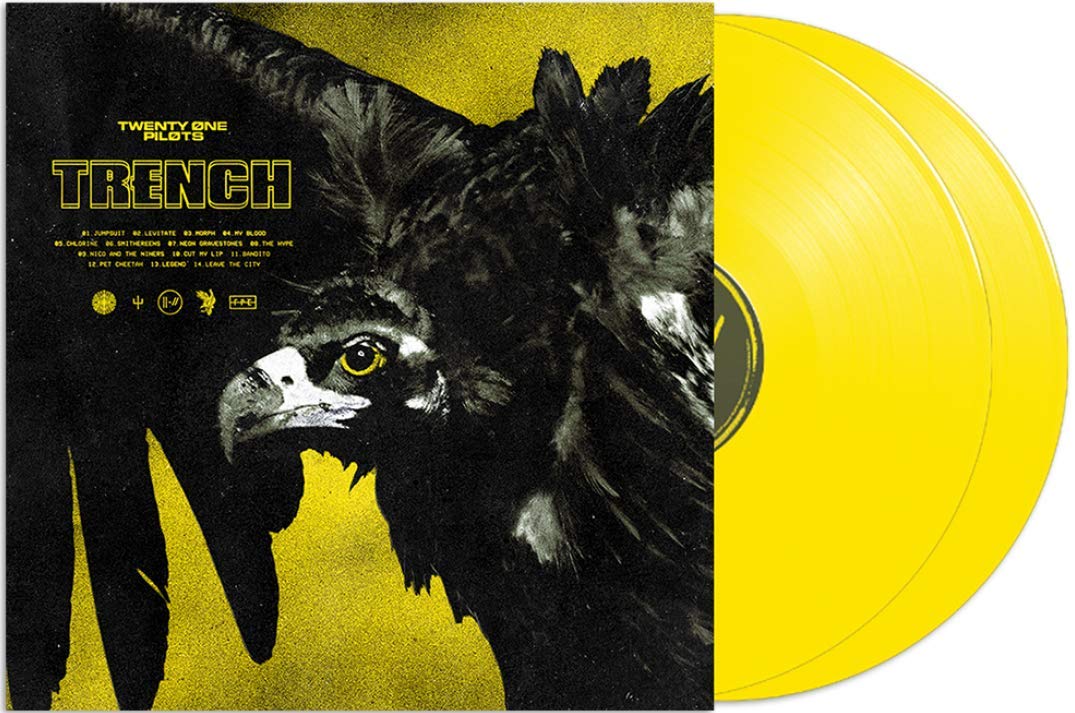 TWENTY ØNE
PILØTS
TRENCH
01.JUMPSUIT 02.LEVITATE 03.MORPH 04.MY BLOOD
05.CHLORINE 06.SMITHEREENS 07.NEON GRAVESTONES 08.THE HYPE
09.NICO AND THE NINERS 10.CUT MY LIP 11.BANDITO
12.PET CHEETAH 13.LEGEND 14.LEAVE THE CITY